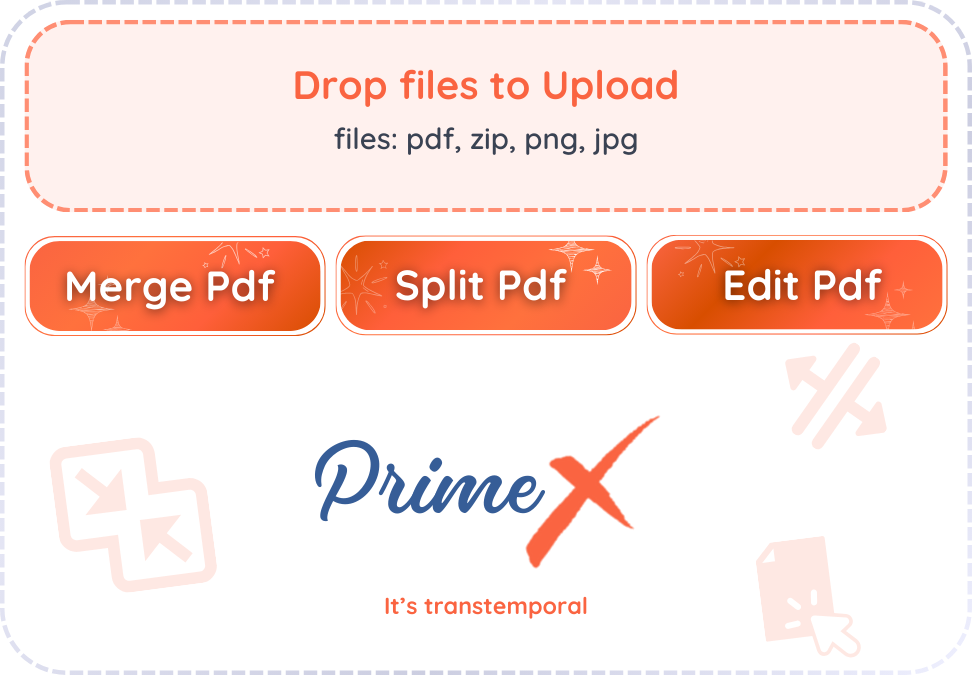 Drop files to Upload
files: pdf, zip, png, jpg
Merge Pdf
Split Pdf
Edit Pdf
PrimeX
It’s transtemporal